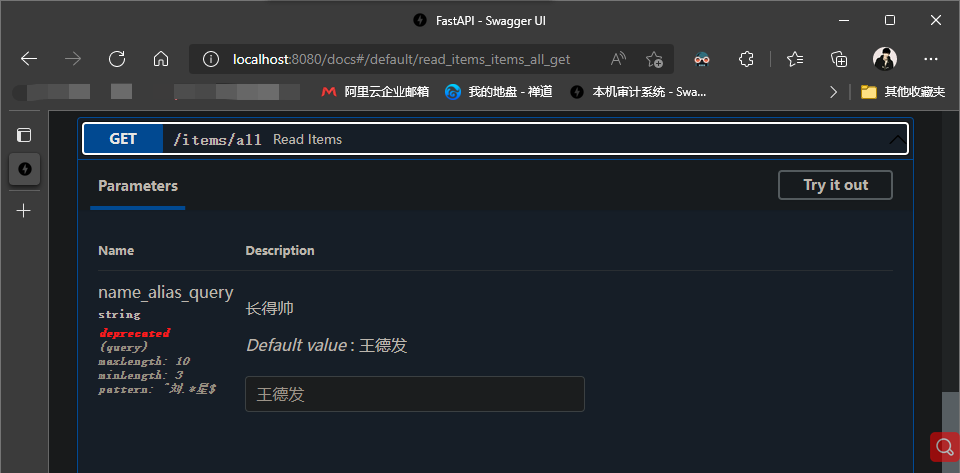 FastAPI - Swagger UI
localhost:8080/docs#/default/read_items_items_all_get
阿里云企业邮箱 我的地盘 - 禅道 本机审计系统 - Swa... 其他收藏夹
GET /items/all Read Items
Parameters Try it out
Name Description
name_alias_query
string
deprecated
(query)
maxLength: 10
minLength: 3
pattern: ^刘.*星$
长得帅
Default value : 王德发
王德发